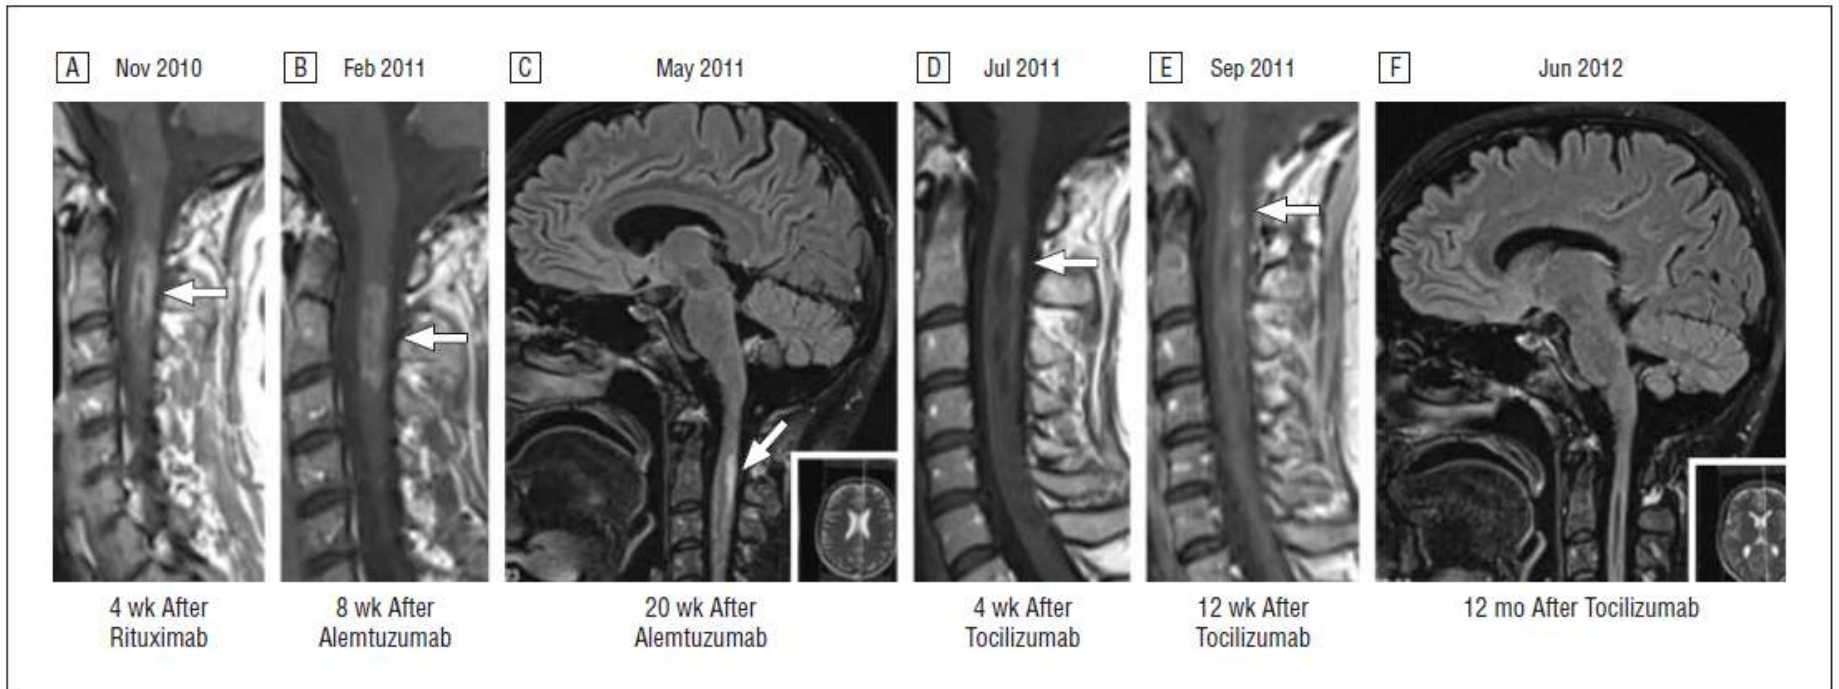 A Nov 2010
B Feb 2011
C May 2011
D Jul 2011
E Sep 2011
F Jun 2012
4 wk After
Rituximab
8 wk After
Alemtuzumab
20 wk After
Alemtuzumab
4 wk After
Tocilizumab
12 wk After
Tocilizumab
12 mo After Tocilizumab